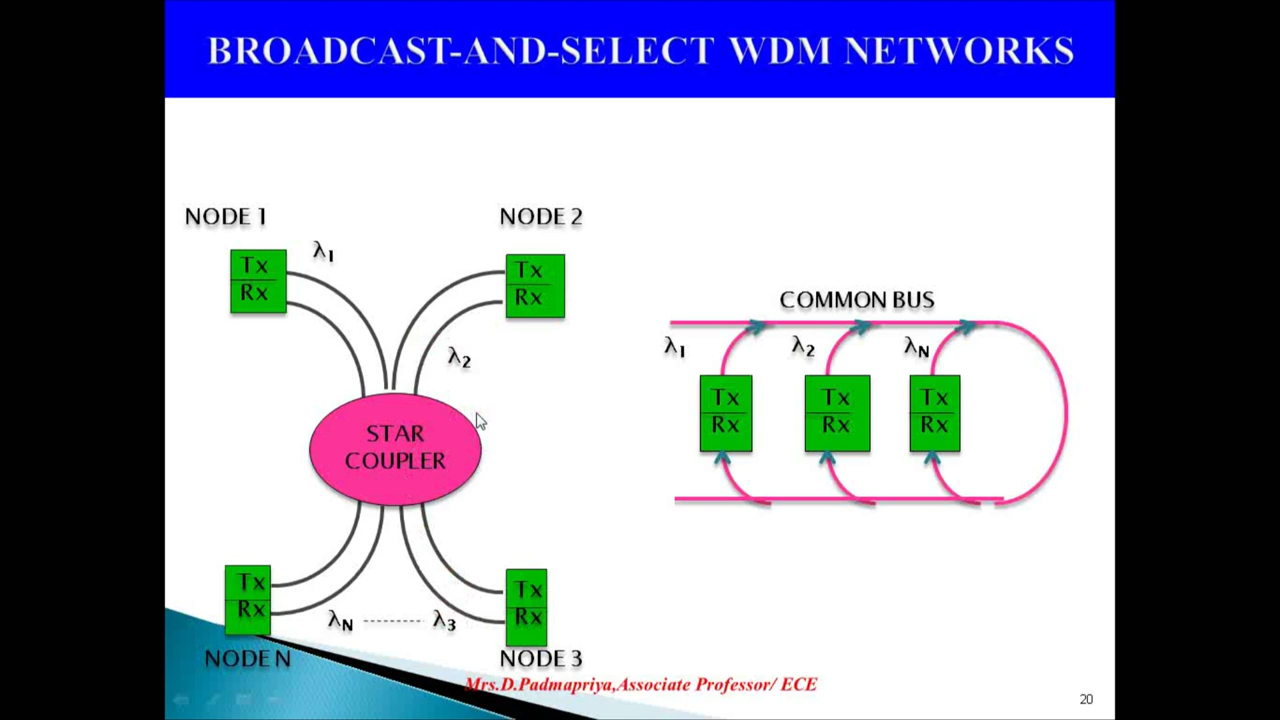 BROADCAST-AND-SELECT WDM NETWORKS
NODE 1
NODE 2
λ1
Tx
Rx
Tx
Rx
λ2
STAR
COUPLER
Tx
Rx
λN -------- λ3
Tx
Rx
NODE N
NODE 3
COMMON BUS
λ1
λ2
λN
Tx
Rx
Tx
Rx
Tx
Rx
Mrs.D.Padmapriya,Associate Professor/ ECE
20